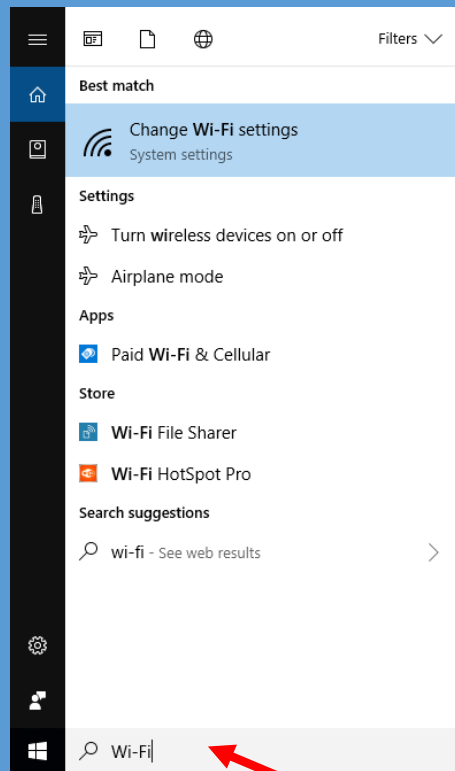 Filters
Best match
Change Wi-Fi settings
System settings
Settings
Turn wireless devices on or off
Airplane mode
Apps
Paid Wi-Fi & Cellular
Store
Wi-Fi File Sharer
Wi-Fi HotSpot Pro
Search suggestions
wi-fi - See web results
Wi-Fi